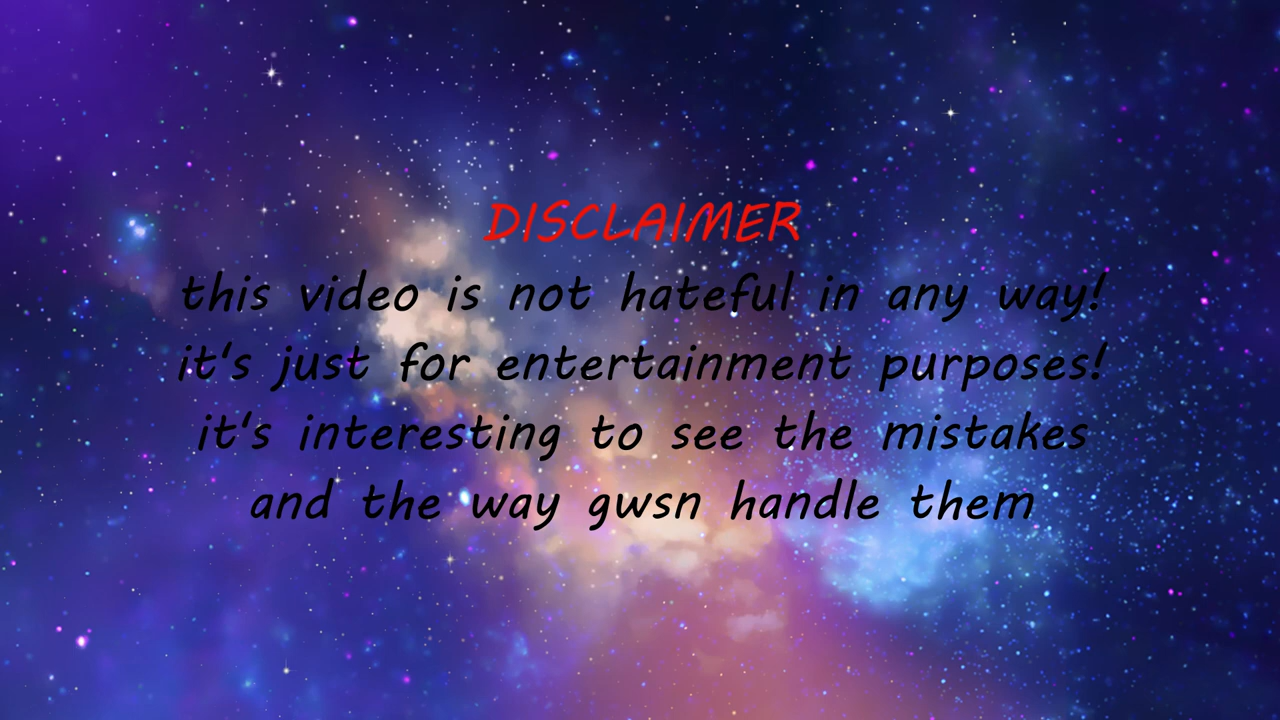 DISCLAIMER
this video is not hateful in any way!
it's just for entertainment purposes!
it's interesting to see the mistakes
and the way gwsn handle them